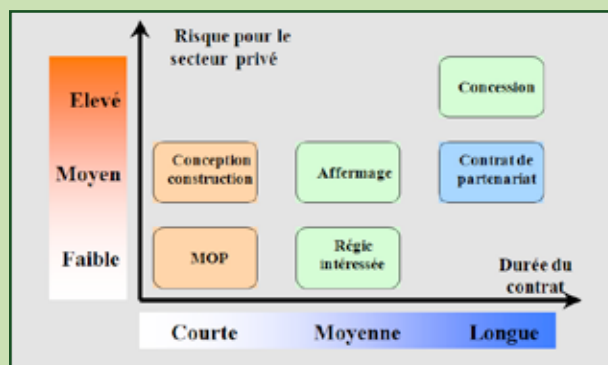 Risque pour le
secteur privé
Elevé
Concession
Moyen
Conception
construction
Affermage
Contrat de
partenariat
Faible
MOP
Régie
intéressée
Durée du
contrat
Courte
Moyenne
Longue